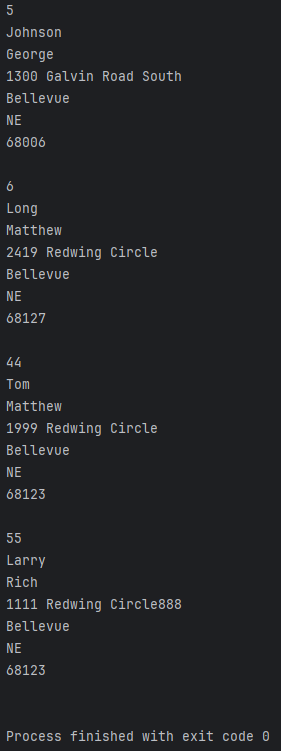 5
Johnson
George
1300 Galvin Road South
Bellevue
NE
68006

6
Long
Matthew
2419 Redwing Circle
Bellevue
NE
68127

44
Tom
Matthew
1999 Redwing Circle
Bellevue
NE
68123

55
Larry
Rich
1111 Redwing Circle888
Bellevue
NE
68123

Process finished with exit code 0